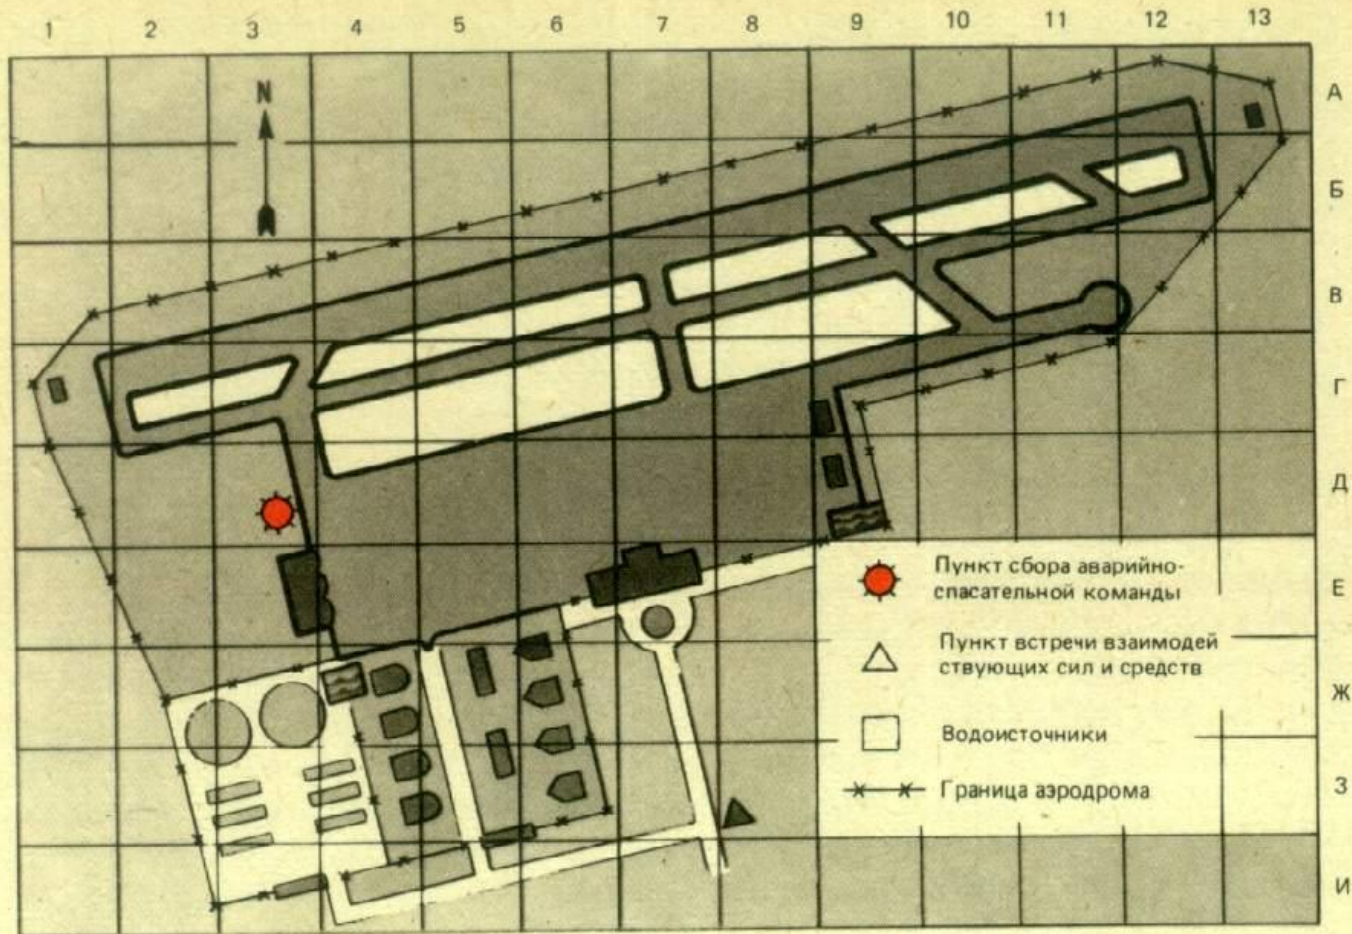 1 2 3 4 5 6 7 8 9 10 11 12 13
N
А
Б
В
Г
Д
Е
Ж
З
И
Пункт сбора аварийно-
спасательной команды
Пункт встречи взаимодей
ствующих сил и средств
Водоисточники
Граница аэродрома